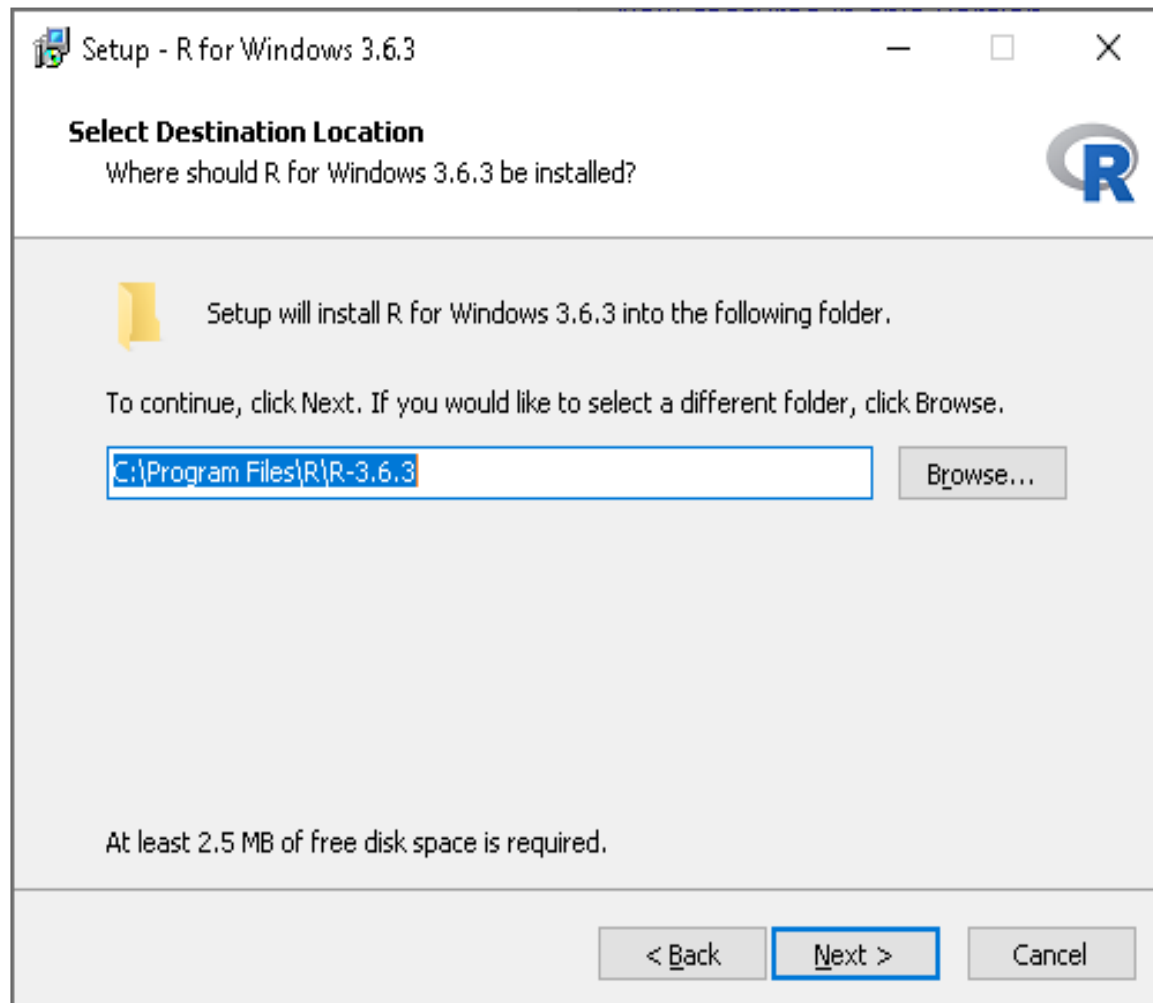 Setup - R for Windows 3.6.3
Select Destination Location
Where should R for Windows 3.6.3 be installed?
R
Setup will install R for Windows 3.6.3 into the following folder.
To continue, click Next. If you would like to select a different folder, click Browse.
C:\Program Files\R\R-3.6.3
Browse...
At least 2.5 MB of free disk space is required.
< Back
Next >
Cancel